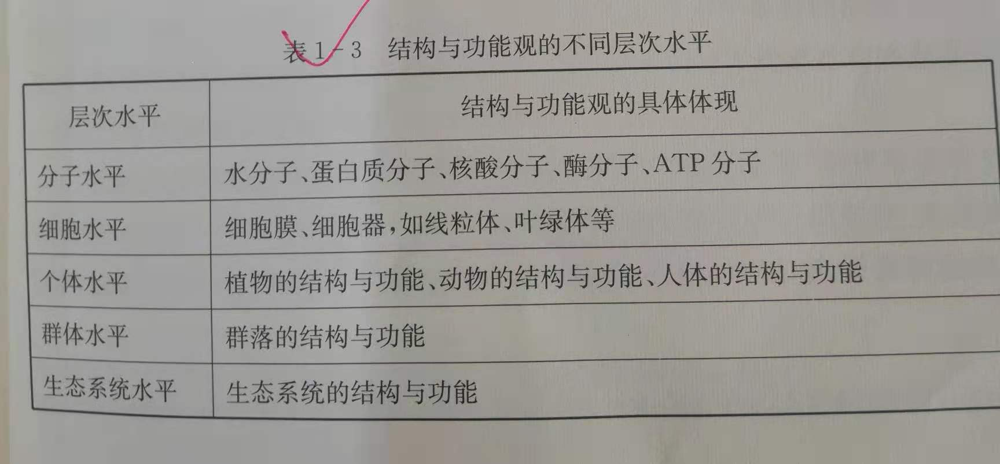 表1-3 结构与功能观的不同层次水平
层次水平 结构与功能观的具体体现
分子水平 水分子、蛋白质分子、核酸分子、酶分子、ATP分子
细胞水平 细胞膜、细胞器,如线粒体、叶绿体等
个体水平 植物的结构与功能、动物的结构与功能、人体的结构与功能
群体水平 群落的结构与功能
生态系统水平 生态系统的结构与功能